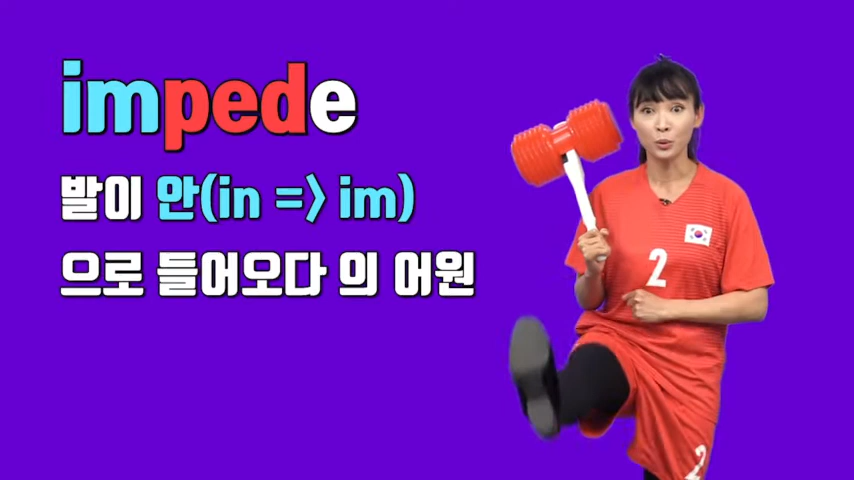 impede
발이 안(in => im)
으로 들어오다 의 어원
2
2